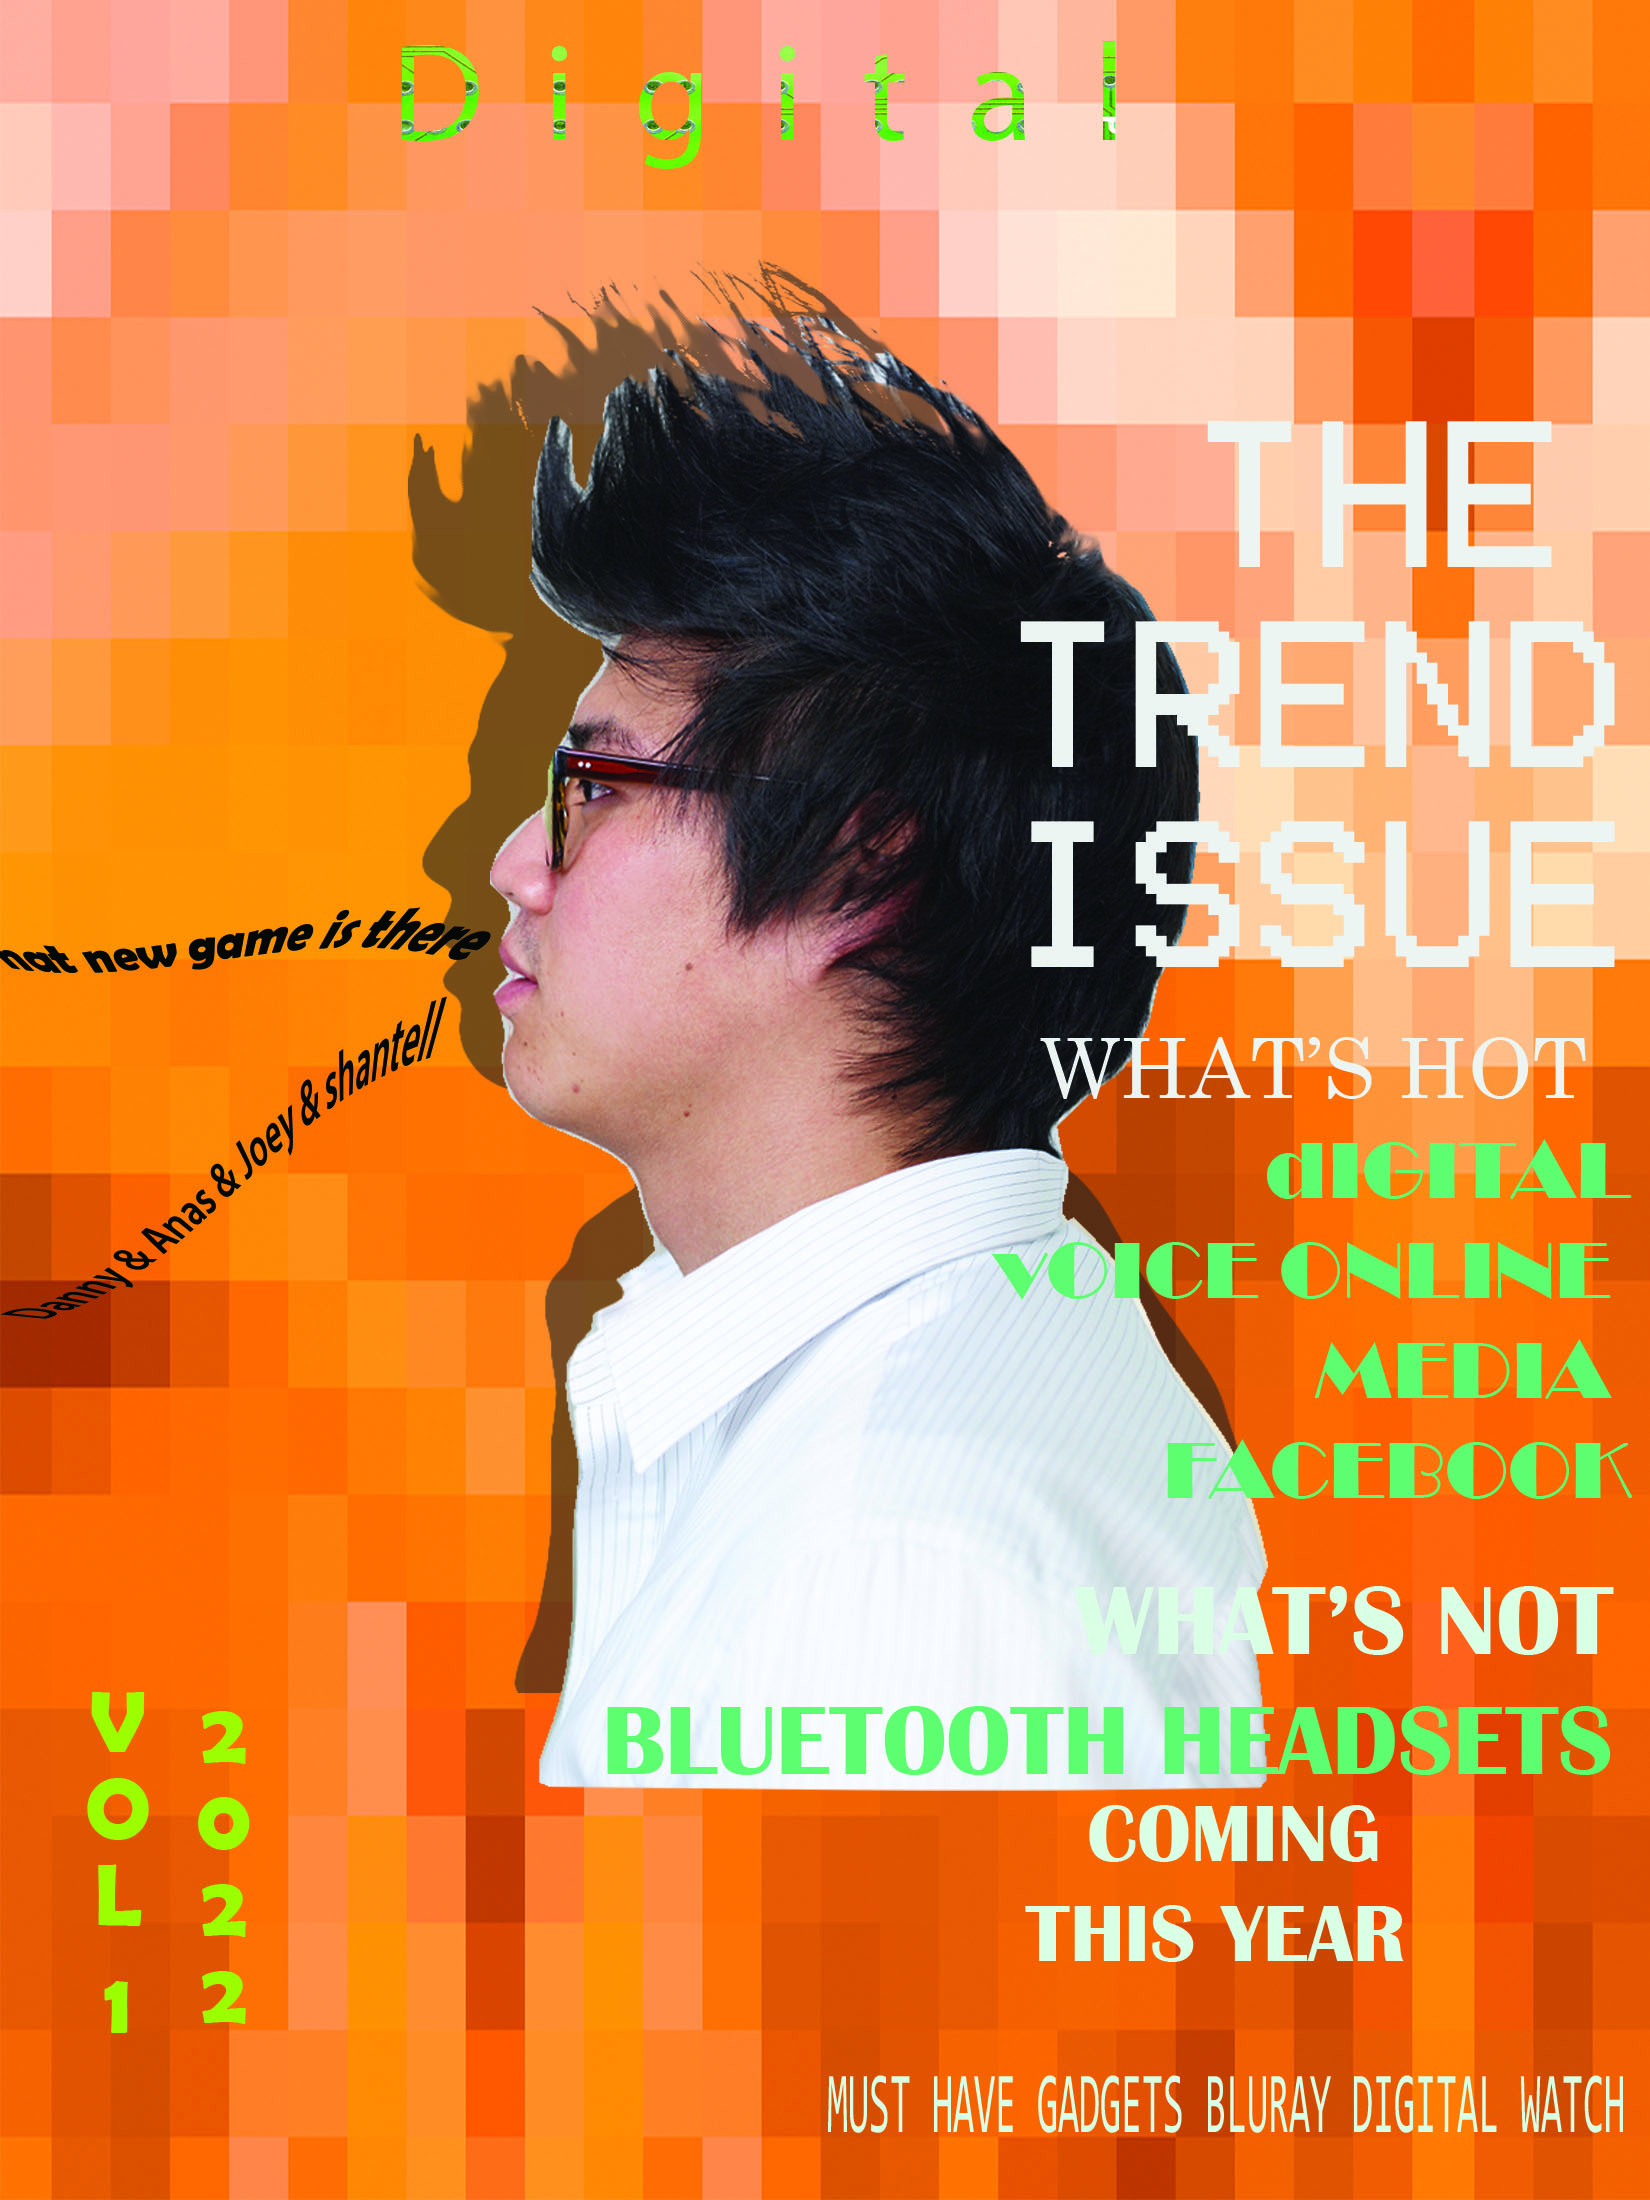 Digital
THE
TREND
ISSUE
hat new game is there
Danny & Anas & Joey & shantell
WHAT'S HOT
dIGITAL
vOICE ONLINE
MEDIA
FACEBOOK
WHAT'S NOT
BLUETOOTH HEADSETS
COMING
THIS YEAR
VOL 1
2022
MUST HAVE GADGETS BLURAY DIGITAL WATCH